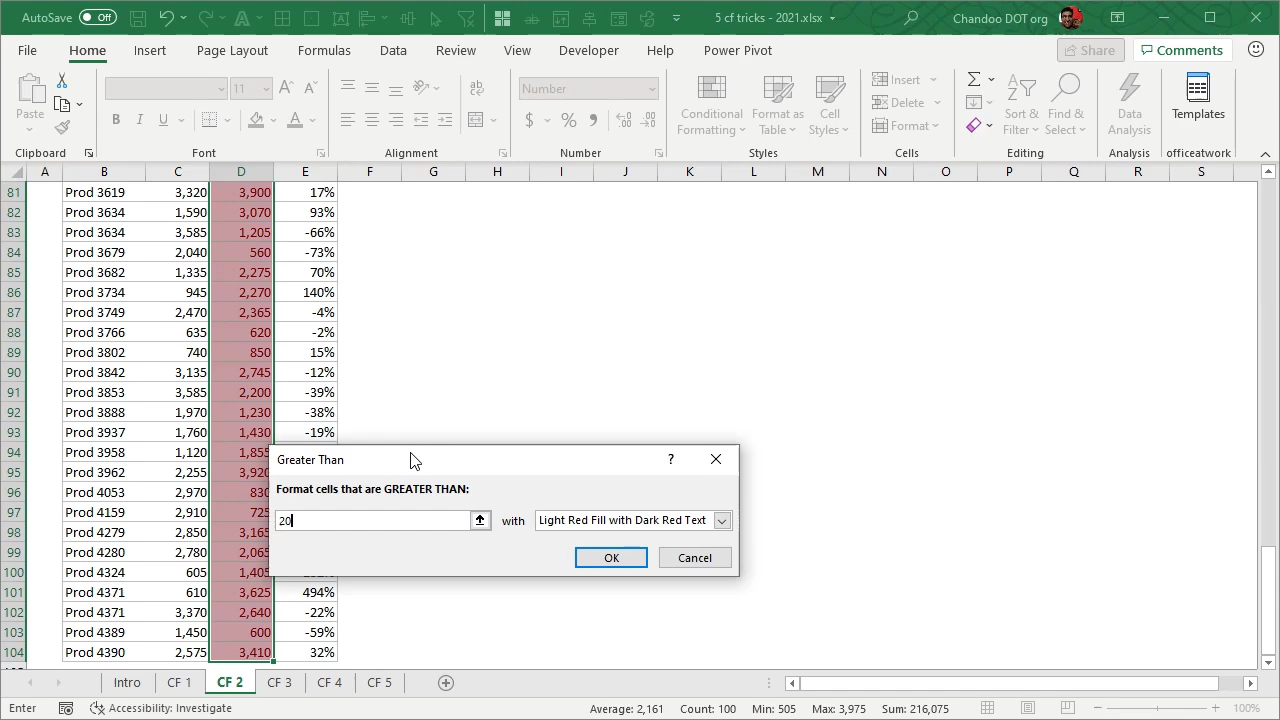 AutoSave Off 5 cf tricks - 2021.xlsx Chandoo DOT org
File Home Insert Page Layout Formulas Data Review View Developer Help Power Pivot Share Comments
11 Number Insert
Paste Conditional Format as Cell Delete Sort & Find & Data Templates
B I U A $ % Formatting Table Styles Format Filter Select Analysis
Clipboard Font Alignment Number Styles Cells Editing Analysis officeatwork
A B C D E F G H I J K L M N O P Q R S
81 Prod 3619 3,320 3,900 17%
82 Prod 3634 1,590 3,070 93%
83 Prod 3634 3,585 1,205 -66%
84 Prod 3679 2,040 560 -73%
85 Prod 3682 1,335 2,275 70%
86 Prod 3734 945 2,270 140%
87 Prod 3749 2,470 2,365 -4%
88 Prod 3766 635 620 -2%
89 Prod 3802 740 850 15%
90 Prod 3842 3,135 2,745 -12%
91 Prod 3853 3,585 2,200 -39%
92 Prod 3888 1,970 1,230 -38%
93 Prod 3937 1,760 1,430 -19%
94 Prod 3958 1,120 1,855
95 Prod 3962 2,255 3,920
96 Prod 4053 2,970 830
97 Prod 4159 2,910 725
98 Prod 4279 2,850 3,165
99 Prod 4280 2,780 2,065
100 Prod 4324 605 1,405
101 Prod 4371 610 3,625 494%
102 Prod 4371 3,370 2,640 -22%
103 Prod 4389 1,450 600 -59%
104 Prod 4390 2,575 3,410 32%
Greater Than ?
Format cells that are GREATER THAN:
20 with Light Red Fill with Dark Red Text
OK Cancel
Intro CF 1 CF 2 CF 3 CF 4 CF 5
Enter Accessibility: Investigate Average: 2,161 Count: 100 Min: 505 Max: 3,975 Sum: 216,075 100%